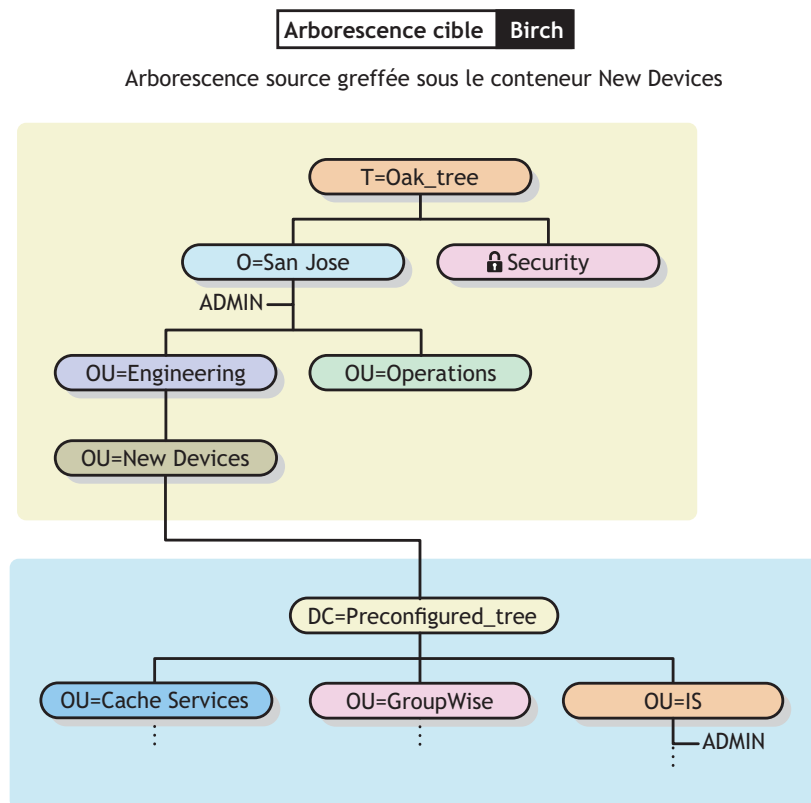 Arborescence cible Birch
Arborescence source greffée sous le conteneur New Devices
T=Oak_tree
O=San Jose
Security
ADMIN
OU=Engineering
OU=Operations
OU=New Devices
DC=Preconfigured_tree
OU=Cache Services
OU=GroupWise
OU=IS
ADMIN